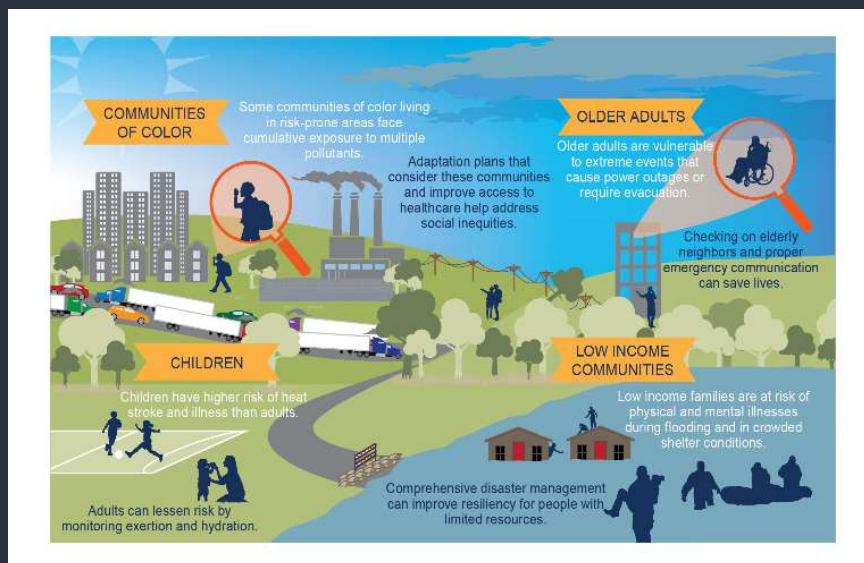 COMMUNITIES
OF COLOR
Some communities of color living
in risk-prone areas face
cumulative exposure to multiple
pollutants.
Adaptation plans that
consider these communities
and improve access to
healthcare help address
social inequities.
OLDER ADULTS
Older adults are vulnerable
to extreme events that
cause power outages or
require evacuation.
Checking on elderly
neighbors and proper
emergency communication
can save lives.
CHILDREN
Children have higher risk of heat
stroke and illness than adults.
Adults can lessen risk by
monitoring exertion and hydration.
LOW INCOME
COMMUNITIES
Low income families are at risk of
physical and mental illnesses
during flooding and in crowded
shelter conditions.
Comprehensive disaster management
can improve resiliency for people with
limited resources.